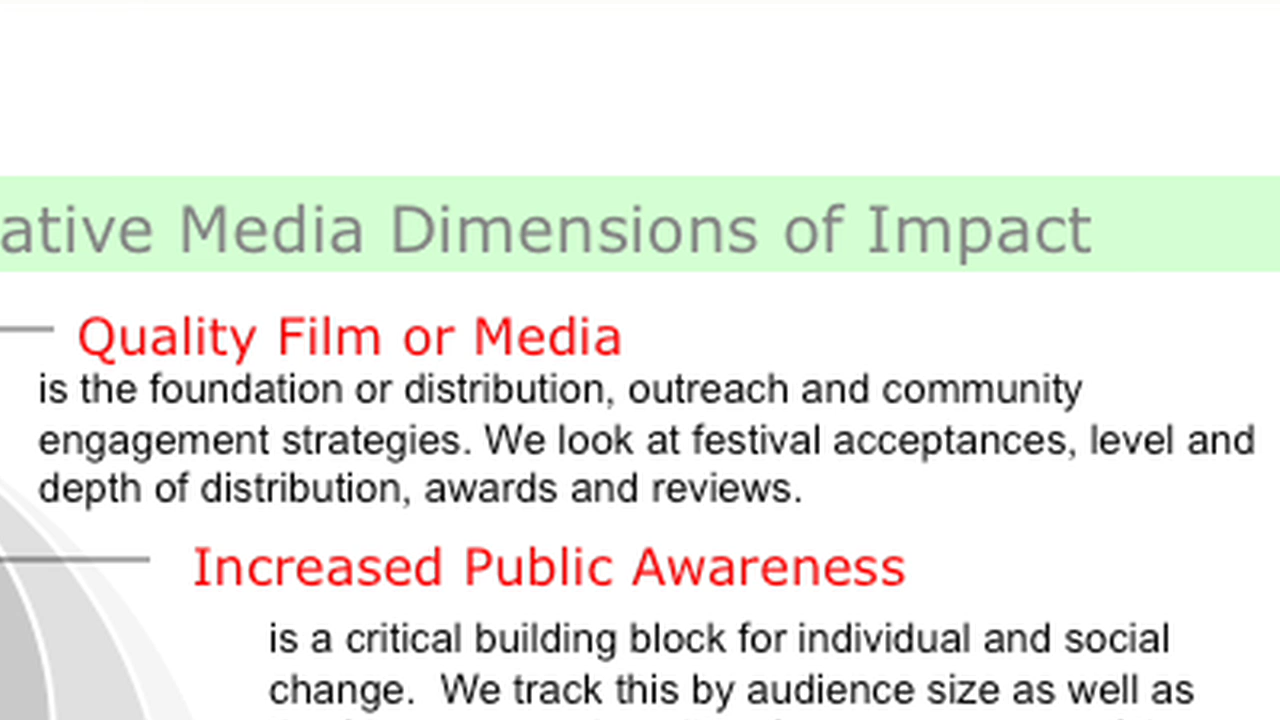 ative Media Dimensions of Impact
Quality Film or Media
is the foundation or distribution, outreach and community
engagement strategies. We look at festival acceptances, level and
depth of distribution, awards and reviews.
Increased Public Awareness
is a critical building block for individual and social
change.  We track this by audience size as well as